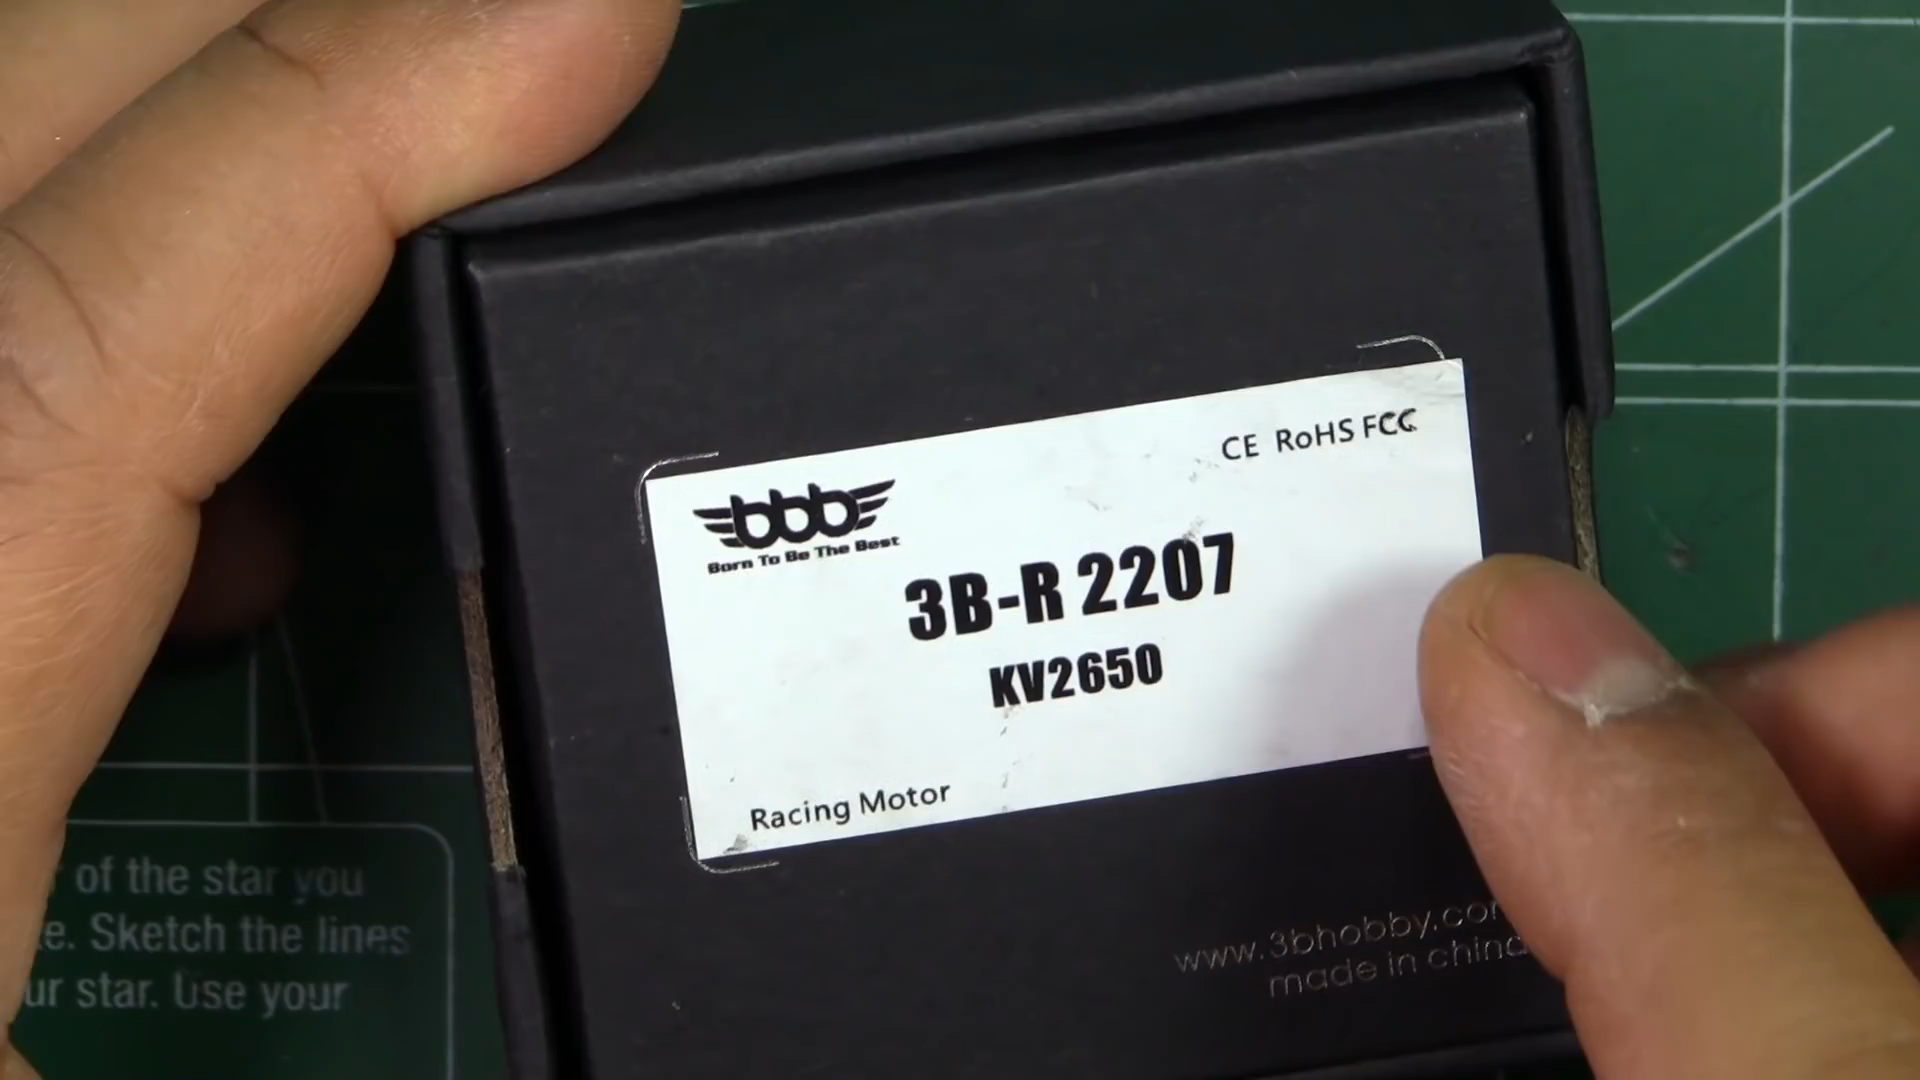 CE RoHS FCC
bbb
Born To Be The Best
3B-R 2207
KV2650
Racing Motor
www.3bhobby.com
made in china
of the star you
Sketch the lines
star. Use your